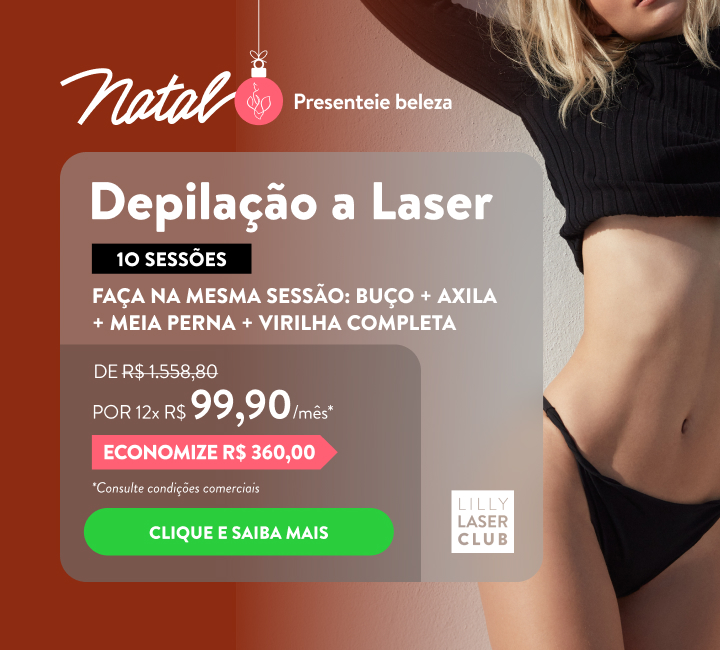 Natal
Presenteie beleza
Depilação a Laser
10 SESSÕES
FAÇA NA MESMA SESSÃO: BUÇO + AXILA
+ MEIA PERNA + VIRILHA COMPLETA
DE R$ 1.558,80
POR 12x R$ 99,90/mês*
ECONOMIZE R$ 360,00
*Consulte condições comerciais
CLIQUE E SAIBA MAIS
LILLY
LASER
CLUB